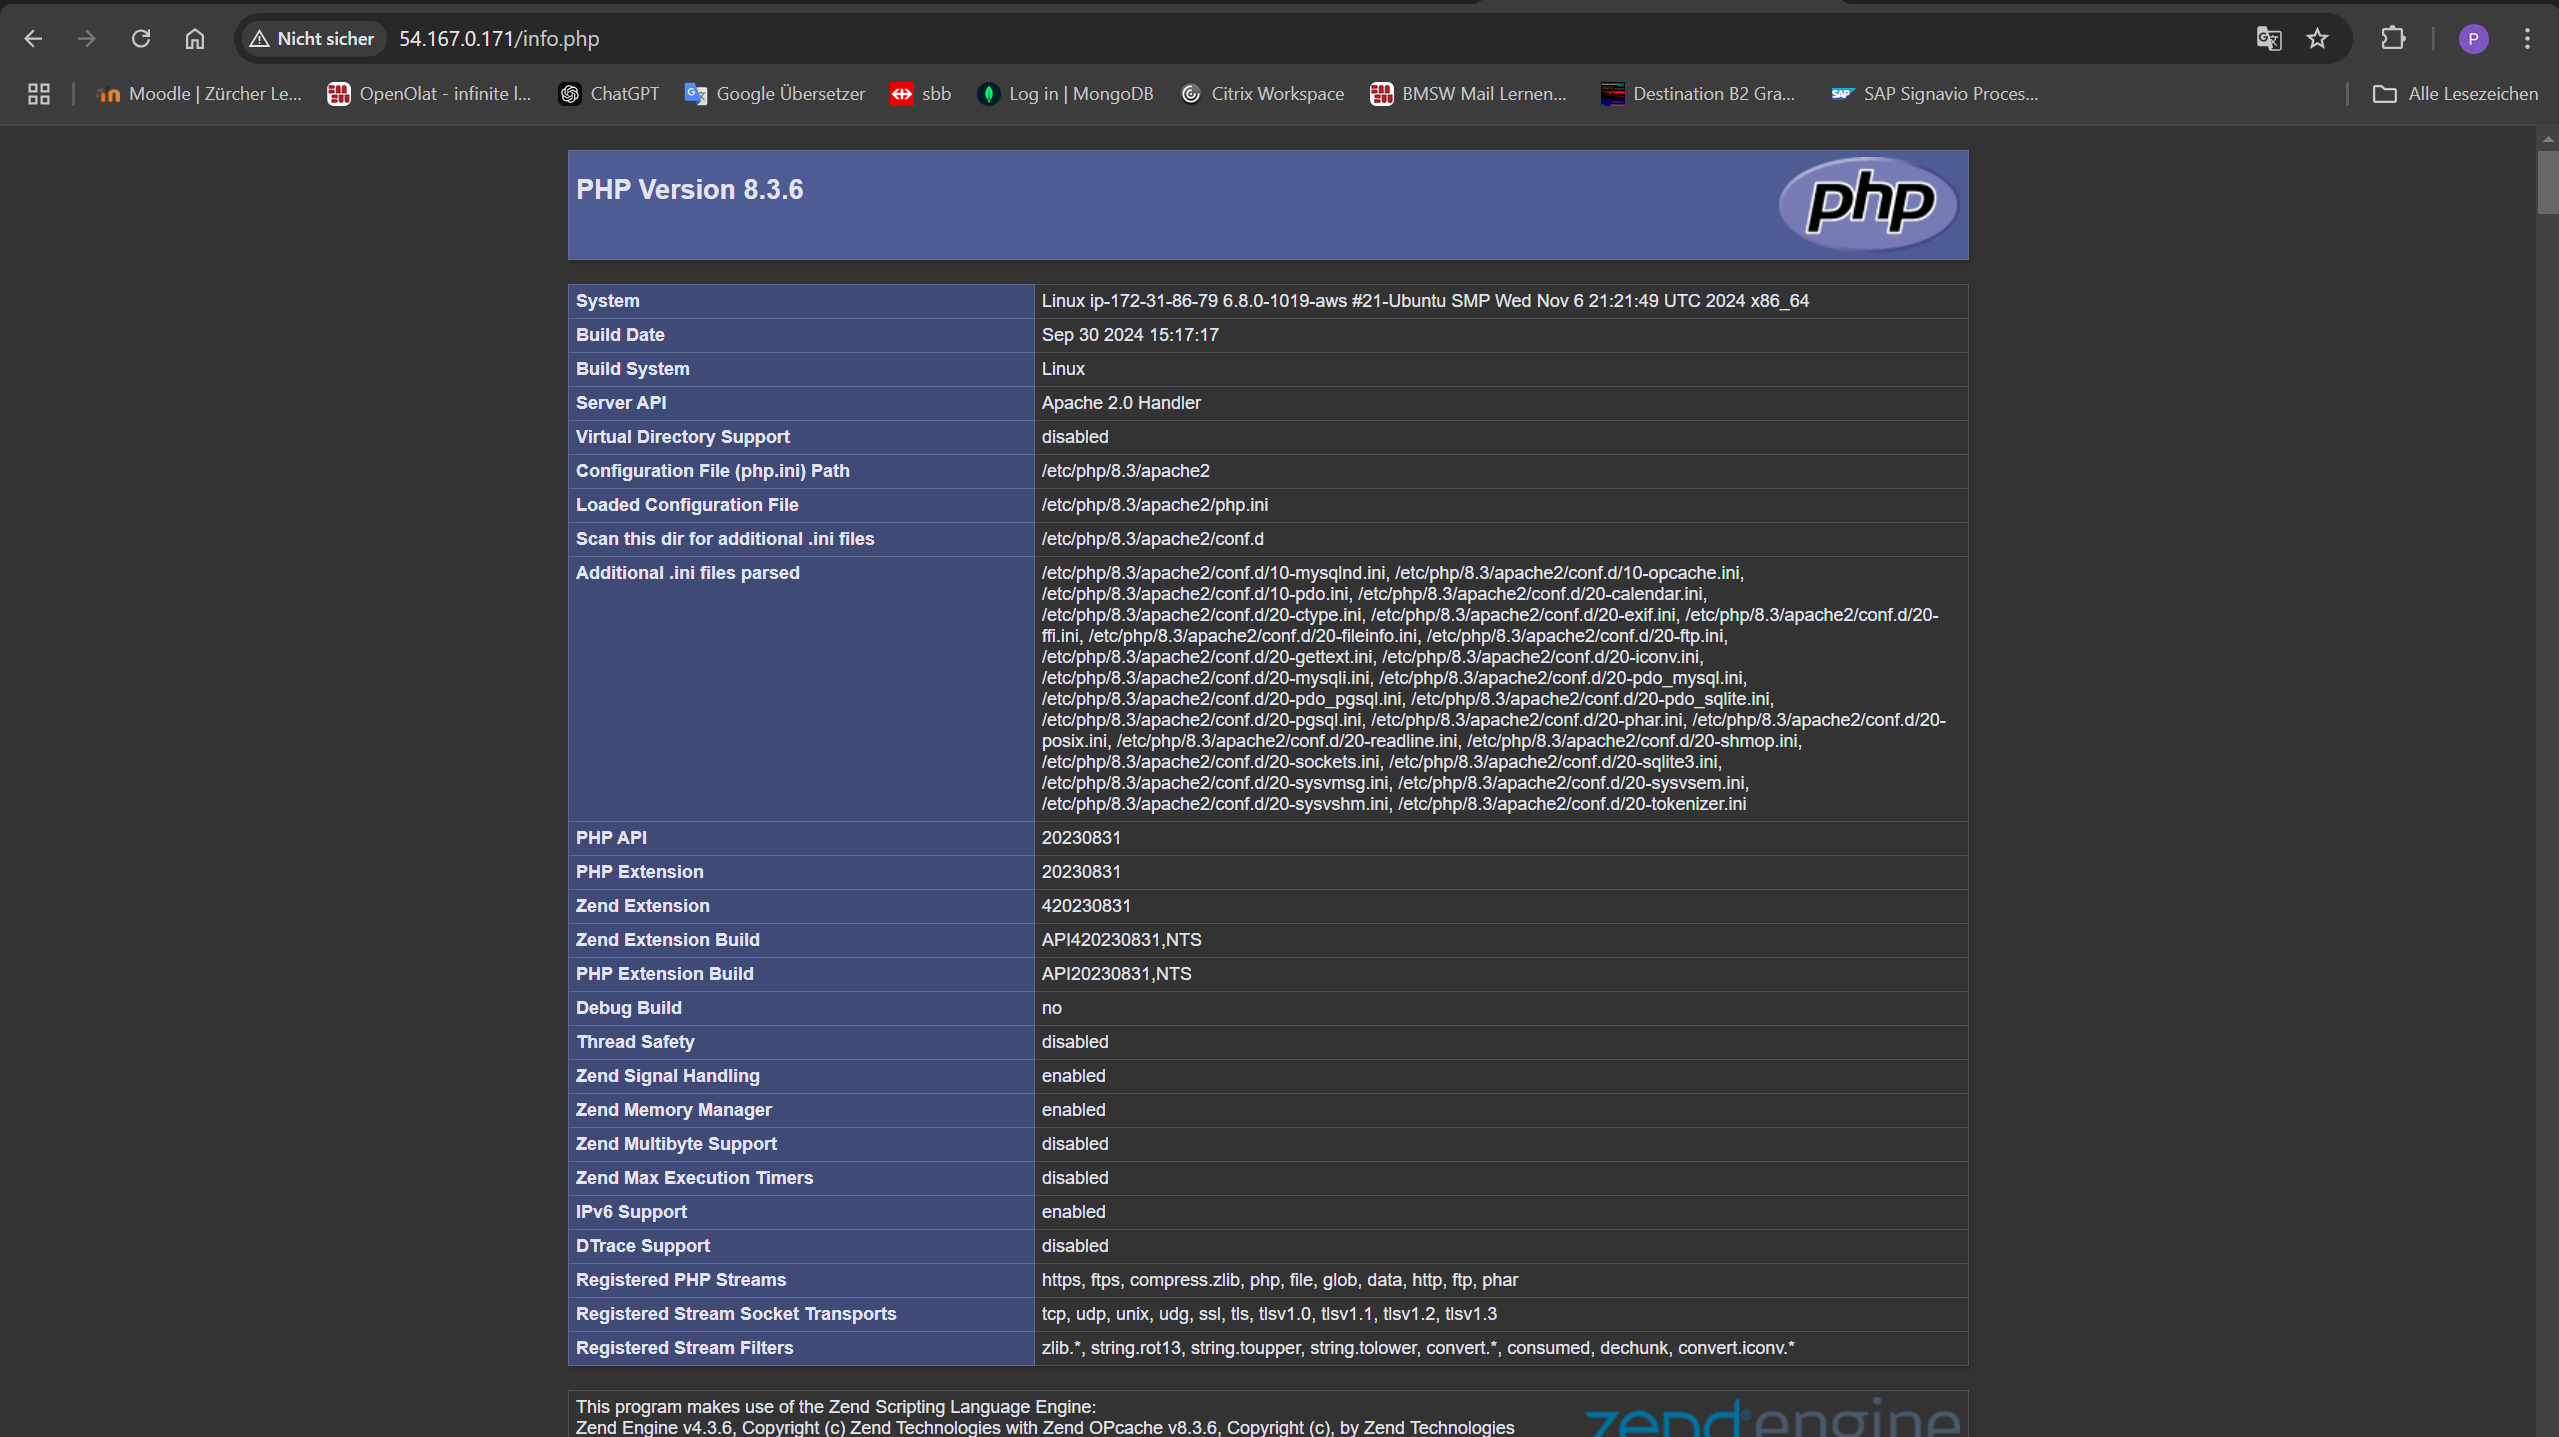 Nicht sicher 54.167.0.171/info.php P
Moodle | Zürcher Le... OpenOlat - infinite l... ChatGPT Google Übersetzer sbb Log in | MongoDB Citrix Workspace BMSW Mail Lernen... Destination B2 Gra... SAP SAP Signavio Proces... Alle Lesezeichen
PHP Version 8.3.6 php
System Linux ip-172-31-86-79 6.8.0-1019-aws #21-Ubuntu SMP Wed Nov 6 21:21:49 UTC 2024 x86_64
Build Date Sep 30 2024 15:17:17
Build System Linux
Server API Apache 2.0 Handler
Virtual Directory Support disabled
Configuration File (php.ini) Path /etc/php/8.3/apache2
Loaded Configuration File /etc/php/8.3/apache2/php.ini
Scan this dir for additional .ini files /etc/php/8.3/apache2/conf.d
Additional .ini files parsed /etc/php/8.3/apache2/conf.d/10-mysqlnd.ini, /etc/php/8.3/apache2/conf.d/10-opcache.ini,
/etc/php/8.3/apache2/conf.d/10-pdo.ini, /etc/php/8.3/apache2/conf.d/20-calendar.ini,
/etc/php/8.3/apache2/conf.d/20-ctype.ini, /etc/php/8.3/apache2/conf.d/20-exif.ini, /etc/php/8.3/apache2/conf.d/20-
ffi.ini, /etc/php/8.3/apache2/conf.d/20-fileinfo.ini, /etc/php/8.3/apache2/conf.d/20-ftp.ini,
/etc/php/8.3/apache2/conf.d/20-gettext.ini, /etc/php/8.3/apache2/conf.d/20-iconv.ini,
/etc/php/8.3/apache2/conf.d/20-mysqli.ini, /etc/php/8.3/apache2/conf.d/20-pdo_mysql.ini,
/etc/php/8.3/apache2/conf.d/20-pdo_pgsql.ini, /etc/php/8.3/apache2/conf.d/20-pdo_sqlite.ini,
/etc/php/8.3/apache2/conf.d/20-pgsql.ini, /etc/php/8.3/apache2/conf.d/20-phar.ini, /etc/php/8.3/apache2/conf.d/20-
posix.ini, /etc/php/8.3/apache2/conf.d/20-readline.ini, /etc/php/8.3/apache2/conf.d/20-shmop.ini,
/etc/php/8.3/apache2/conf.d/20-sockets.ini, /etc/php/8.3/apache2/conf.d/20-sqlite3.ini,
/etc/php/8.3/apache2/conf.d/20-sysvmsg.ini, /etc/php/8.3/apache2/conf.d/20-sysvsem.ini,
/etc/php/8.3/apache2/conf.d/20-sysvshm.ini, /etc/php/8.3/apache2/conf.d/20-tokenizer.ini
PHP API 20230831
PHP Extension 20230831
Zend Extension 420230831
Zend Extension Build API420230831,NTS
PHP Extension Build API20230831,NTS
Debug Build no
Thread Safety disabled
Zend Signal Handling enabled
Zend Memory Manager enabled
Zend Multibyte Support disabled
Zend Max Execution Timers disabled
IPv6 Support enabled
DTrace Support disabled
Registered PHP Streams https, ftps, compress.zlib, php, file, glob, data, http, ftp, phar
Registered Stream Socket Transports tcp, udp, unix, udg, ssl, tls, tlsv1.0, tlsv1.1, tlsv1.2, tlsv1.3
Registered Stream Filters zlib.*, string.rot13, string.toupper, string.tolower, convert.*, consumed, dechunk, convert.iconv.*
This program makes use of the Zend Scripting Language Engine:
Zend Engine v4.3.6, Copyright (c) Zend Technologies with Zend OPcache v8.3.6, Copyright (c), by Zend Technologies
zend® engine